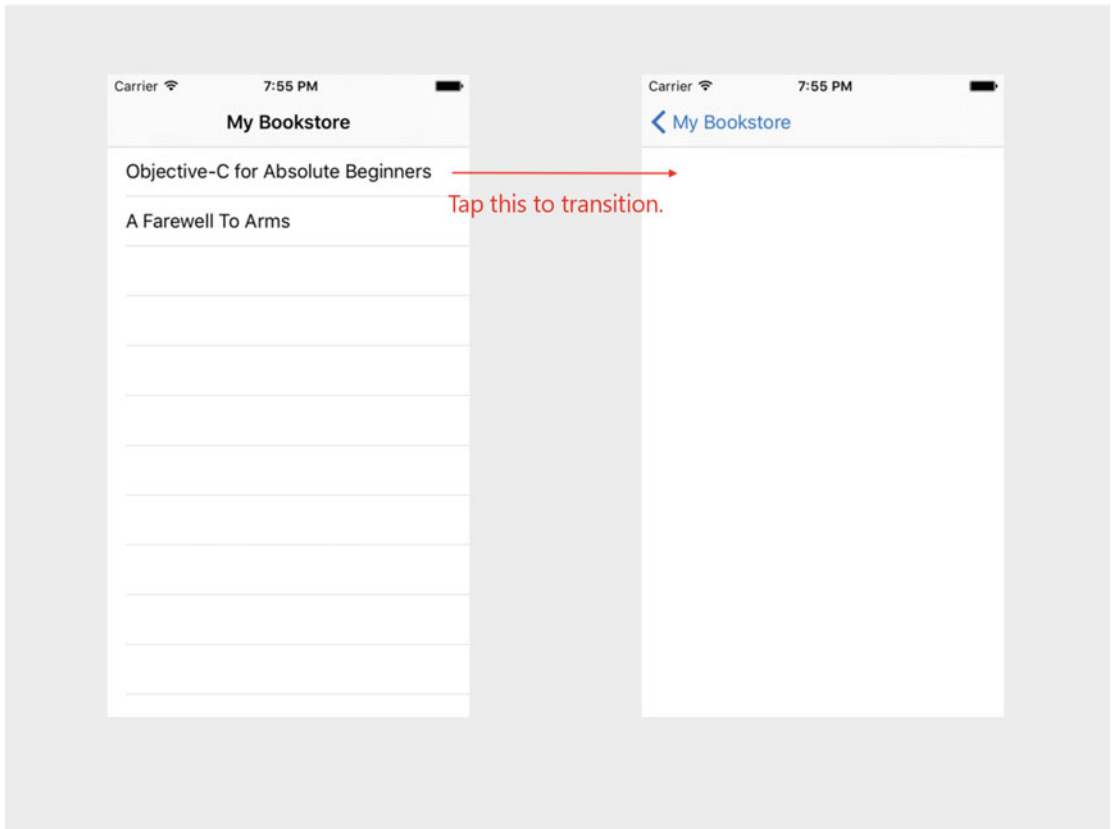 Carrier 7:55 PM
My Bookstore
Objective-C for Absolute Beginners
A Farewell To Arms
Tap this to transition.
Carrier 7:55 PM
My Bookstore